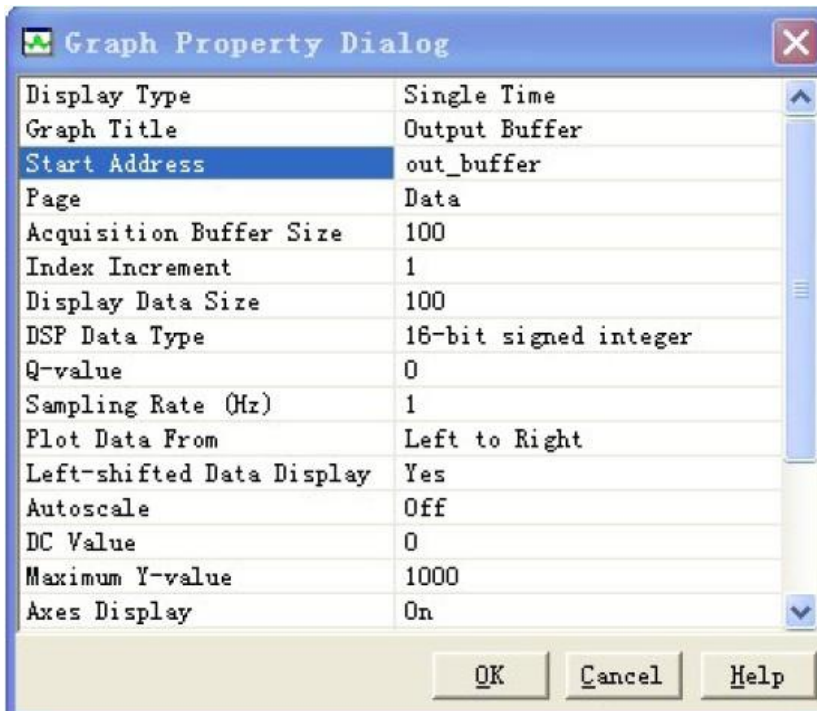 Graph Property Dialog
Display Type Single Time
Graph Title Output Buffer
Start Address out_buffer
Page Data
Acquisition Buffer Size 100
Index Increment 1
Display Data Size 100
DSP Data Type 16-bit signed integer
Q-value 0
Sampling Rate (Hz) 1
Plot Data From Left to Right
Left-shifted Data Display Yes
Autoscale Off
DC Value 0
Maximum Y-value 1000
Axes Display On
OK Cancel Help